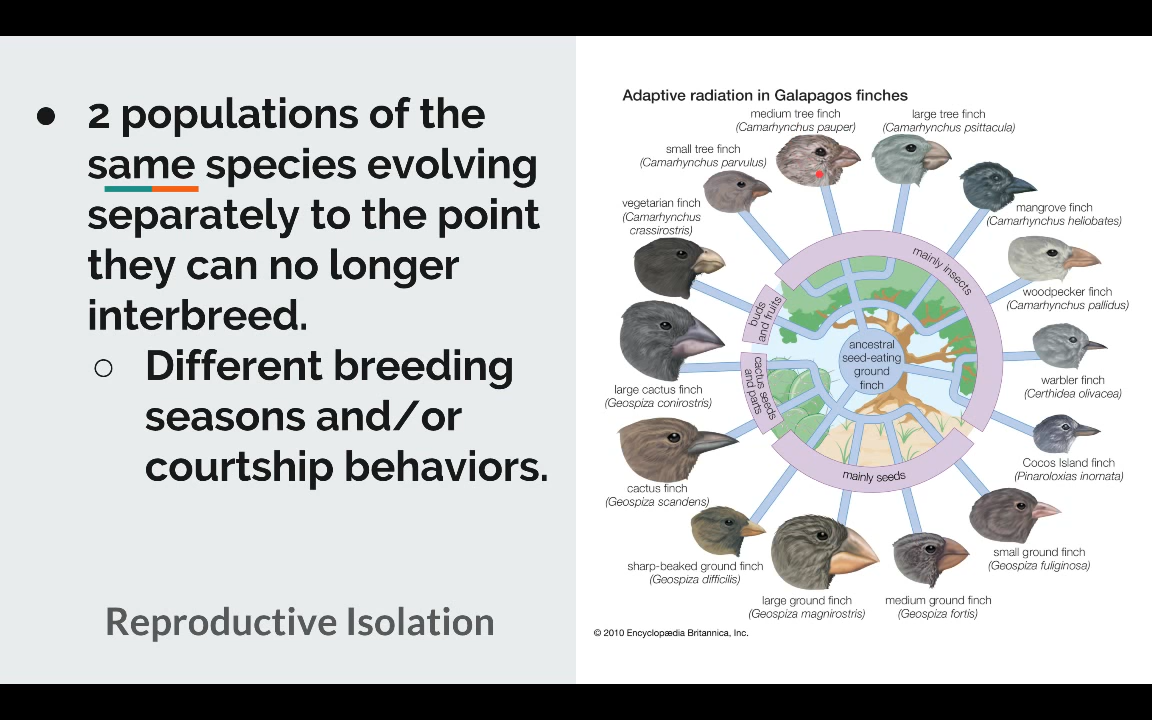 ● 2 populations of the
same species evolving
separately to the point
they can no longer
interbreed.
○ Different breeding
seasons and/or
courtship behaviors.
Reproductive Isolation
Adaptive radiation in Galapagos finches
medium tree finch
(Camarhynchus pauper)
large tree finch
(Camarhynchus psittacula)
small tree finch
(Camarhynchus parvulus)
mangrove finch
(Camarhynchus heliobates)
vegetarian finch
(Camarhynchus
crassirostris)
woodpecker finch
(Camarhynchus pallidus)
mainly insects
buds
and fruits
ancestral
seed-eating
ground
finch
cactus seeds
and parts
mainly seeds
warbler finch
(Certhidea olivacea)
large cactus finch
(Geospiza conirostris)
Cocos Island finch
(Pinaroloxias inornata)
cactus finch
(Geospiza scandens)
small ground finch
(Geospiza fuliginosa)
sharp-beaked ground finch
(Geospiza difficilis)
large ground finch
(Geospiza magnirostris)
medium ground finch
(Geospiza fortis)
© 2010 Encyclopædia Britannica, Inc.